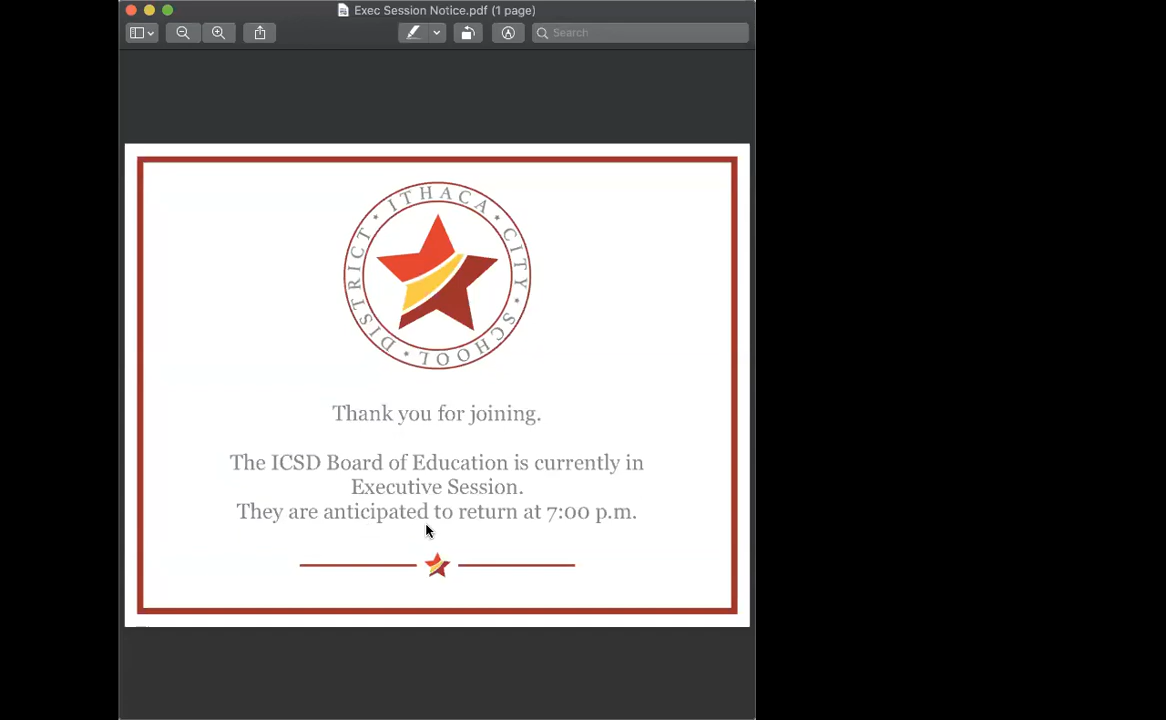 Exec Session Notice.pdf (1 page)
Search
ITHACA • CITY • SCHOOL • DISTRICT
Thank you for joining.
The ICSD Board of Education is currently in
Executive Session.
They are anticipated to return at 7:00 p.m.